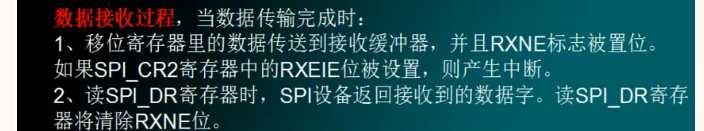 数据接收过程，当数据传输完成时：
1、移位寄存器里的数据传送到接收缓冲器，并且RXNE标志被置位。
如果SPI_CR2寄存器中的RXEIE位被设置，则产生中断。
2、读SPI_DR寄存器时，SPI设备返回接收到的数据字。读SPI_DR寄存
器将清除RXNE位。